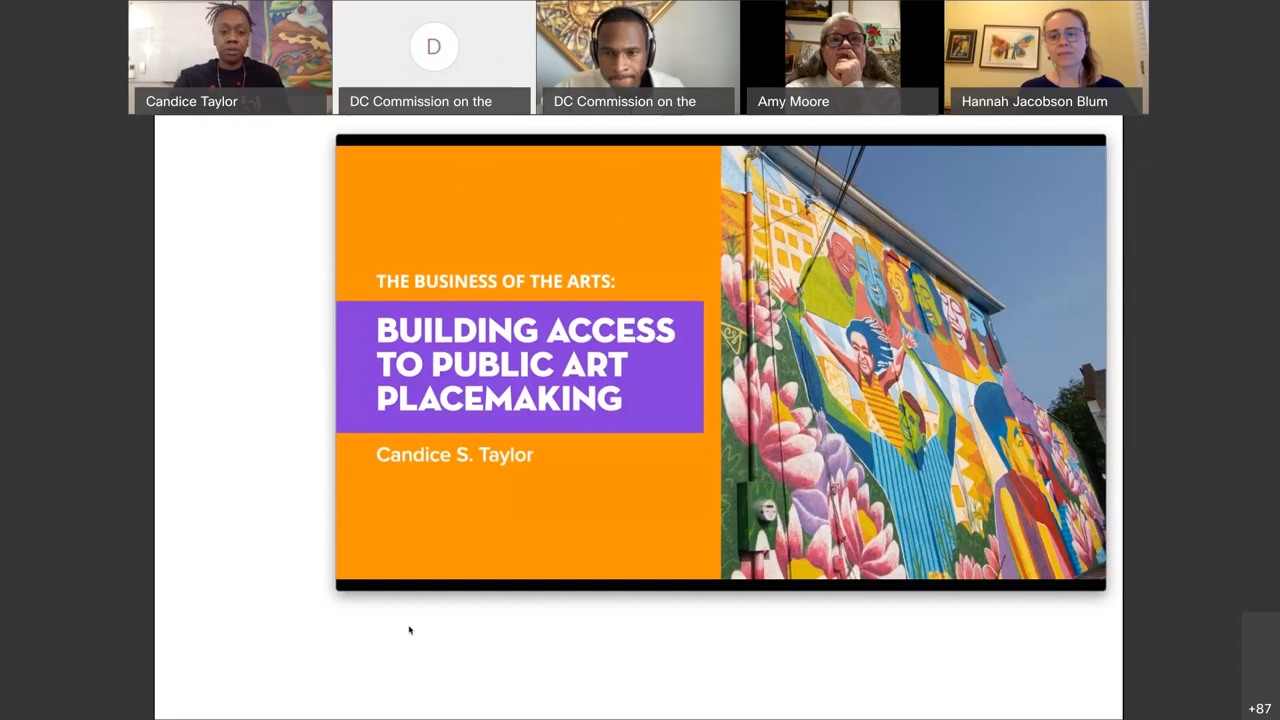 Candice Taylor
D
DC Commission on the
DC Commission on the
Amy Moore
Hannah Jacobson Blum
THE BUSINESS OF THE ARTS:
BUILDING ACCESS
TO PUBLIC ART
PLACEMAKING
Candice S. Taylor
+87